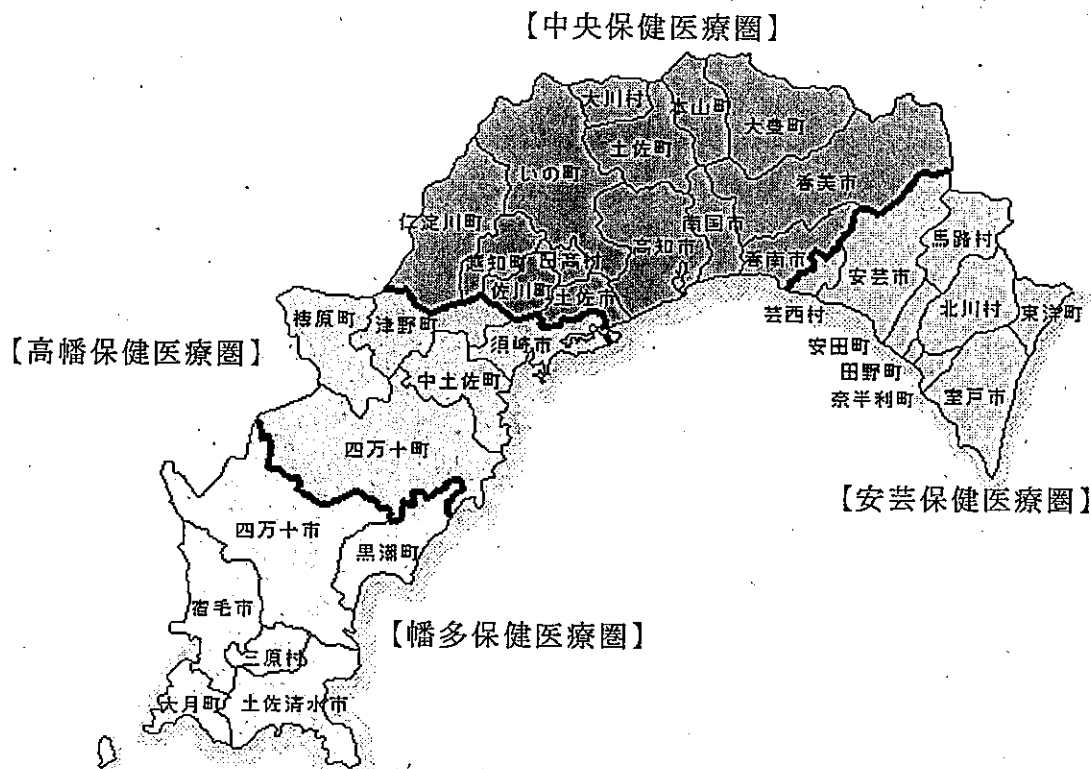 【中央保健医療圏】
大川村
本山町
大豊町
土佐町
いの町
香美市
仁淀川町
南国市
高知市
馬路村
越知町
日高村
香南市
安芸市
佐川町
土佐市
檮原町
津野町
芸西村
北川村
東洋町
【高幡保健医療圏】
須崎市
安田町
中土佐町
田野町
奈半利町
室戸市
四万十町
【安芸保健医療圏】
四万十市
黒潮町
宿毛市
【幡多保健医療圏】
三原村
大月町
土佐清水市